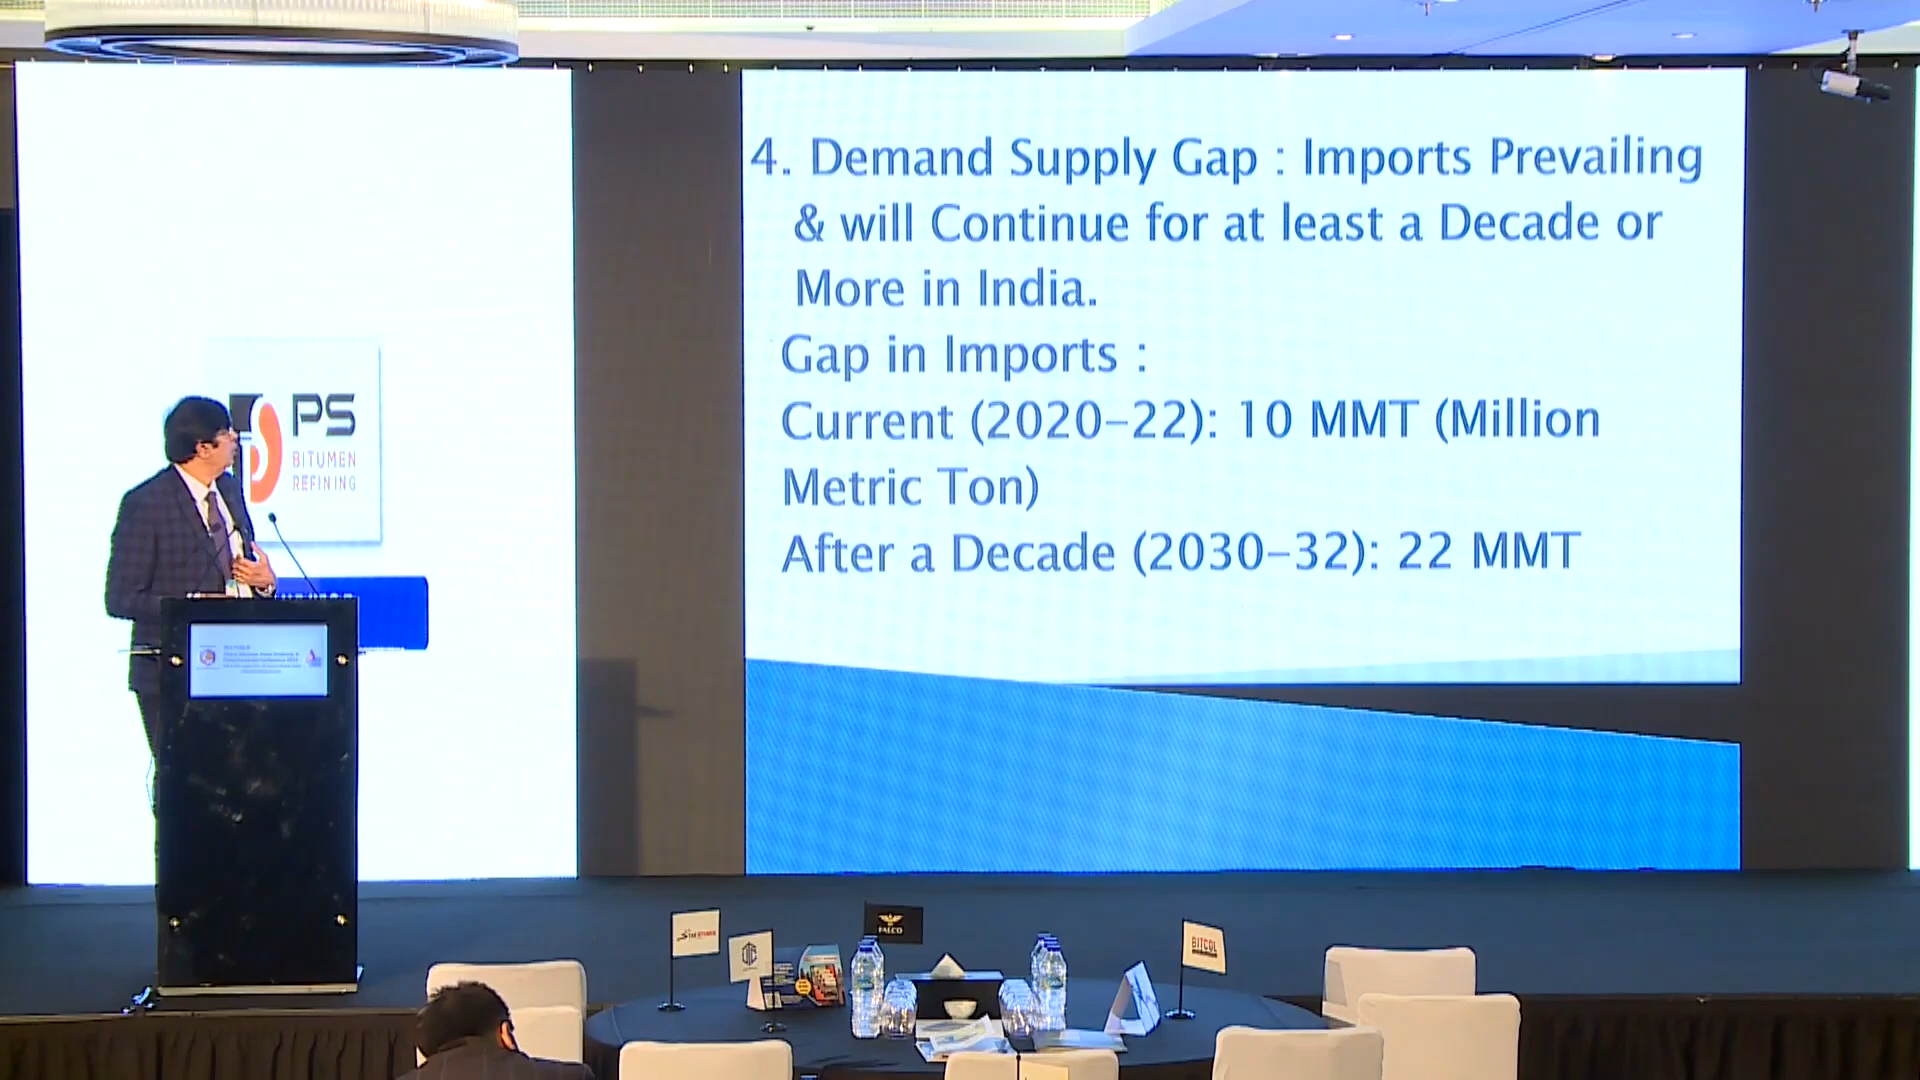 4. Demand Supply Gap : Imports Prevailing
& will Continue for at least a Decade or
More in India.
Gap in Imports :
Current (2020-22): 10 MMT (Million
Metric Ton)
After a Decade (2030-32): 22 MMT
PS
BITUMEN
REFINING
FALCO
BITCOL